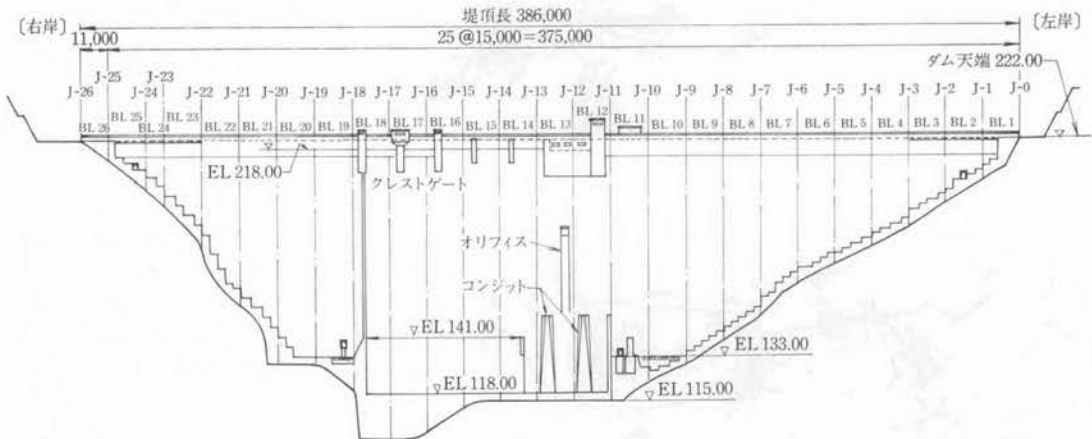 堤頂長 386,000
〔右岸〕
〔左岸〕
11,000
25 @15,000=375,000
ダム天端 222.00
J-26
J-25
J-24
J-23
J-22
J-21
J-20
J-19
J-18
J-17
J-16
J-15
J-14
J-13
J-12
J-11
J-10
J-9
J-8
J-7
J-6
J-5
J-4
J-3
J-2
J-1
J-0
BL 26
BL 25
BL 24
BL 23
BL 22
BL 21
BL 20
BL 19
BL 18
BL 17
BL 16
BL 15
BL 14
BL 13
BL 12
BL 11
BL 10
BL 9
BL 8
BL 7
BL 6
BL 5
BL 4
BL 3
BL 2
BL 1
EL 218.00
クレストゲート
オリフィス
コンジット
EL 141.00
EL 133.00
EL 118.00
EL 115.00